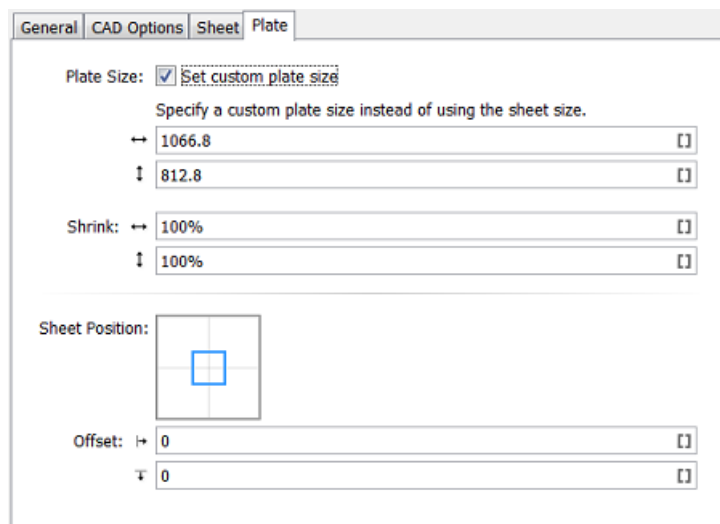 General CAD Options Sheet Plate
Plate Size: Set custom plate size
Specify a custom plate size instead of using the sheet size.
1066.8
812.8
Shrink: 100%
100%
Sheet Position:
Offset: 0
0